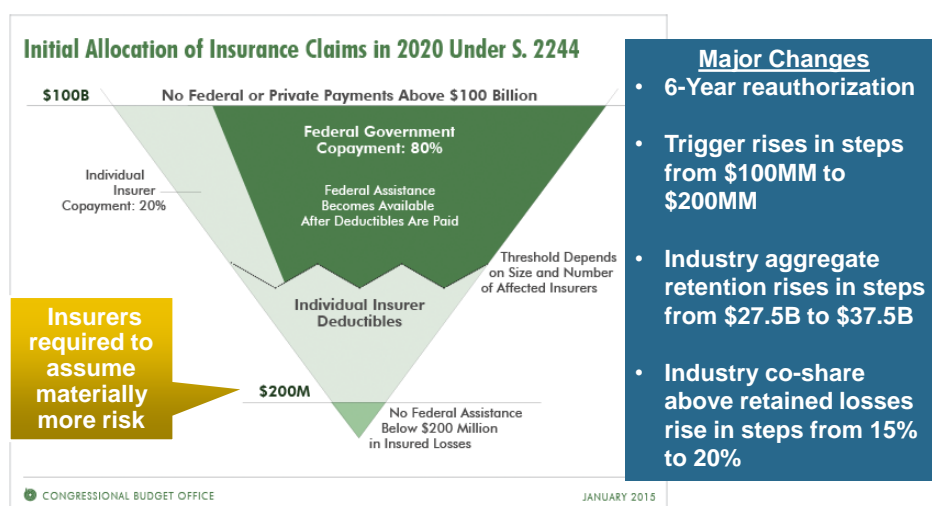 Initial Allocation of Insurance Claims in 2020 Under S. 2244
$100B
No Federal or Private Payments Above $100 Billion
Federal Government
Copayment: 80%
Individual
Insurer
Copayment: 20%
Federal Assistance
Becomes Available
After Deductibles Are Paid
Threshold Depends
on Size and Number
of Affected Insurers
Individual Insurer
Deductibles
Insurers
required to
assume
materially
more risk
$200M
No Federal Assistance
Below $200 Million
in Insured Losses
CONGRESSIONAL BUDGET OFFICE
JANUARY 2015
Major Changes
• 6-Year reauthorization
• Trigger rises in steps
from $100MM to
$200MM
• Industry aggregate
retention rises in steps
from $27.5B to $37.5B
• Industry co-share
above retained losses
rise in steps from 15%
to 20%